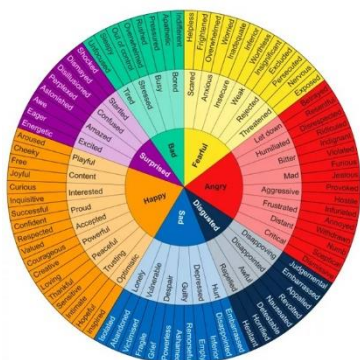 Bad
Fearful
Angry
Disgusted
Sad
Happy
Surprised
Bored
Busy
Stressed
Tired
Scared
Anxious
Insecure
Weak
Rejected
Threatened
Let down
Humiliated
Bitter
Mad
Aggressive
Frustrated
Critical
Disappointed
Awful
Repelled
Hurt
Depressed
Guilty
Despair
Vulnerable
Lonely
Optimistic
Trusting
Peaceful
Powerful
Accepted
Proud
Interested
Content
Playful
Excited
Amazed
Confused
Startled
Indifferent
Apathetic
Pressured
Rushed
Overwhelmed
Out of control
Sleepy
Unfocused
Helpless
Frightened
Overwhelmed
Worried
Inadequate
Inferior
Worthless
Insignificant
Excluded
Persecuted
Nervous
Exposed
Betrayed
Resentful
Disrespected
Ridiculed
Indignant
Violated
Furious
Jealous
Provoked
Hostile
Infuriated
Annoyed
Withdrawn
Numb
Sceptical
Dismissive
Judgemental
Embarrassed
Appalled
Revolted
Nauseated
Detestable
Horrified
Hesitant
Embarrassed
Disappointed
Inferior
Empty
Remorseful
Ashamed
Powerless
Grief
Fragile
Victimised
Abandoned
Isolated
Inspired
Hopeful
Intimate
Sensitive
Thankful
Loving
Creative
Courageous
Valued
Respected
Confident
Successful
Inquisitive
Curious
Joyful
Free
Cheeky
Aroused
Energetic
Eager
Awe
Astonished
Perplexed
Disillusioned
Dismayed
Shocked